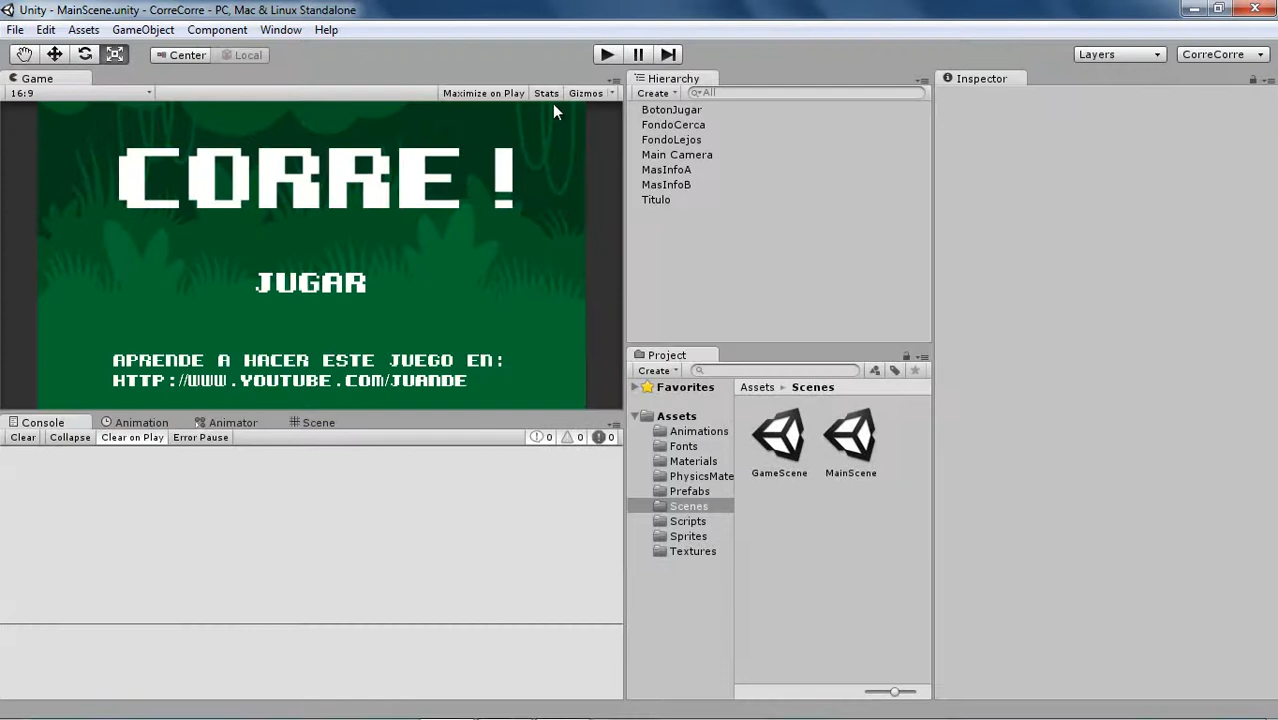 Unity - MainScene.unity - CorreCorre - PC, Mac & Linux Standalone
File Edit Assets GameObject Component Window Help
Center Local Layers CorreCorre
Game
16:9 Maximize on Play Stats Gizmos
CORRE!
JUGAR
APRENDE A HACER ESTE JUEGO EN:
HTTP://WWW.YOUTUBE.COM/JUANDE
Console Animation Animator Scene
Clear Collapse Clear on Play Error Pause 0 0 0
Hierarchy
Create All
BotonJugar
FondoCerca
FondoLejos
Main Camera
MasInfoA
MasInfoB
Titulo
Project
Create
Favorites
Assets
Animations
Fonts
Materials
PhysicsMate
Prefabs
Scenes
Scripts
Sprites
Textures
Assets Scenes
GameScene MainScene
Inspector